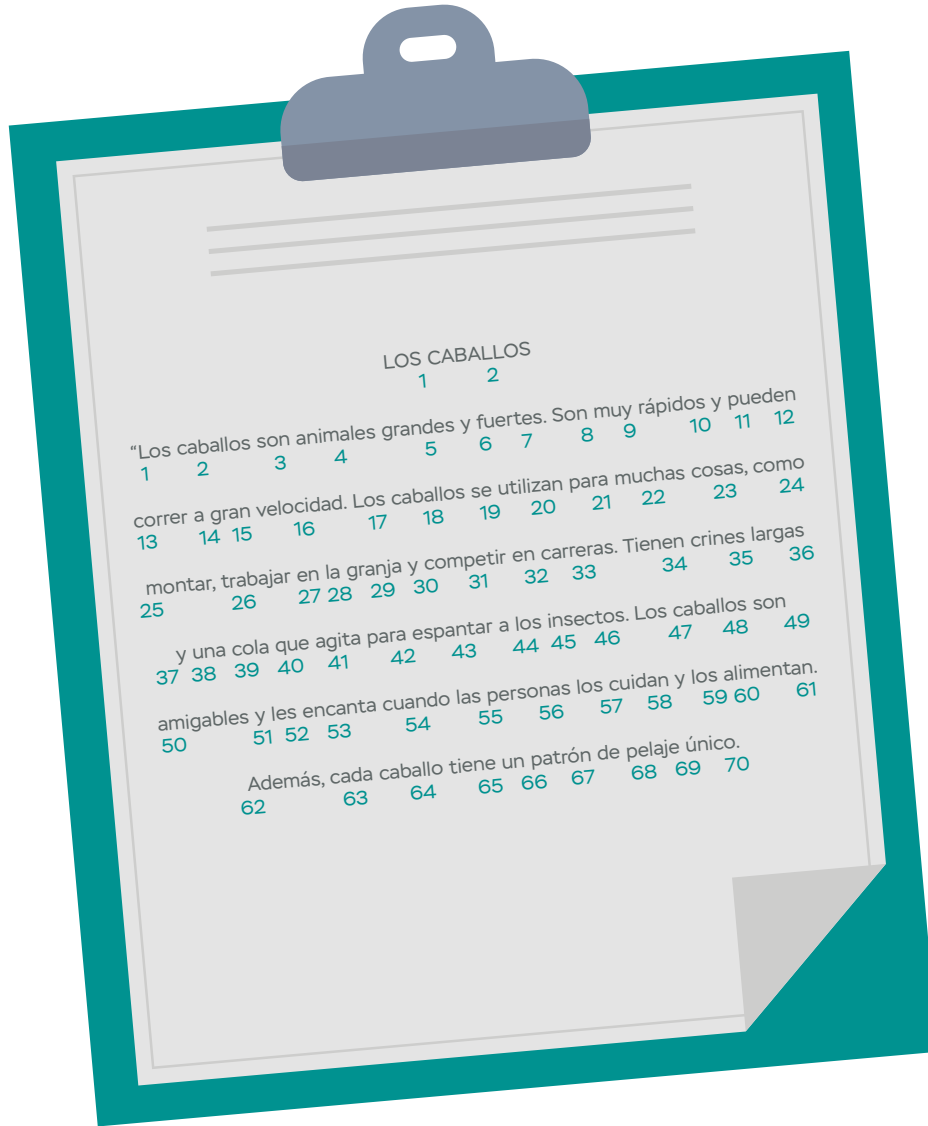 LOS CABALLOS
1 2
“Los caballos son animales grandes y fuertes. Son muy rápidos y pueden
1 2 3 4 5 6 7 8 9 10 11 12
correr a gran velocidad. Los caballos se utilizan para muchas cosas, como
13 14 15 16 17 18 19 20 21 22 23 24
montar, trabajar en la granja y competir en carreras. Tienen crines largas
25 26 27 28 29 30 31 32 33 34 35 36
y una cola que agita para espantar a los insectos. Los caballos son
37 38 39 40 41 42 43 44 45 46 47 48 49
amigables y les encanta cuando las personas los cuidan y los alimentan.
50 51 52 53 54 55 56 57 58 59 60 61
Además, cada caballo tiene un patrón de pelaje único.
62 63 64 65 66 67 68 69 70